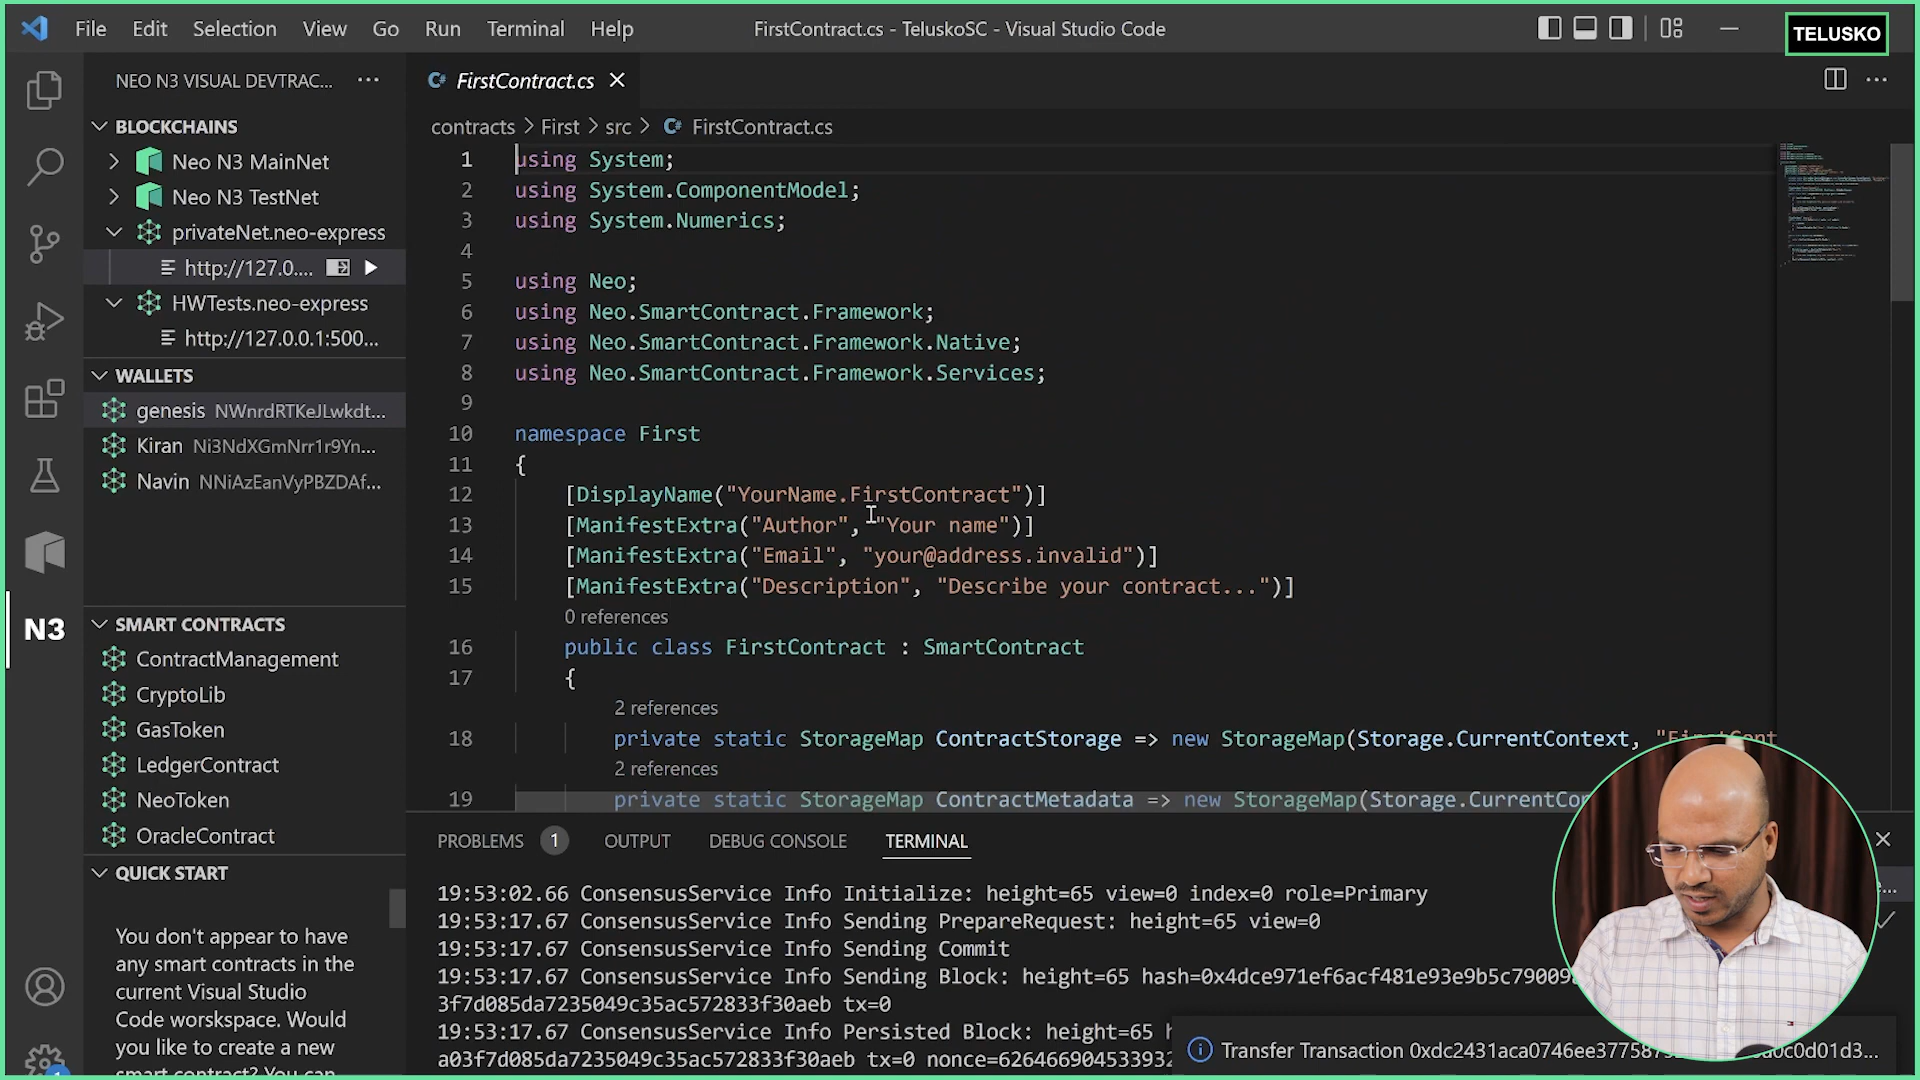 File Edit Selection View Go Run Terminal Help
FirstContract.cs - TeluskoSC - Visual Studio Code
TELUSKO
NEO N3 VISUAL DEVTRAC...
BLOCKCHAINS
Neo N3 MainNet
Neo N3 TestNet
privateNet.neo-express
http://127.0....
HWTests.neo-express
http://127.0.0.1:500...
WALLETS
genesis NWnrdRTKeJLwkdt...
Kiran Ni3NdXGmNrr1r9Yn...
Navin NNiAzEanVyPBZDAf...
N3
SMART CONTRACTS
ContractManagement
CryptoLib
GasToken
LedgerContract
NeoToken
OracleContract
QUICK START
You don't appear to have
any smart contracts in the
current Visual Studio
Code worskspace. Would
you like to create a new
smart contract? You can
FirstContract.cs
contracts > First > src > FirstContract.cs
1 using System;
2 using System.ComponentModel;
3 using System.Numerics;
4
5 using Neo;
6 using Neo.SmartContract.Framework;
7 using Neo.SmartContract.Framework.Native;
8 using Neo.SmartContract.Framework.Services;
9
10 namespace First
11 {
12 [DisplayName("YourName.FirstContract")]
13 [ManifestExtra("Author", "Your name")]
14 [ManifestExtra("Email", "your@address.invalid")]
15 [ManifestExtra("Description", "Describe your contract...")]
0 references
16 public class FirstContract : SmartContract
17 {
2 references
18 private static StorageMap ContractStorage => new StorageMap(Storage.CurrentContext, "FirstCont
2 references
19 private static StorageMap ContractMetadata => new StorageMap(Storage.CurrentCon
PROBLEMS 1 OUTPUT DEBUG CONSOLE TERMINAL
19:53:02.66 ConsensusService Info Initialize: height=65 view=0 index=0 role=Primary
19:53:17.67 ConsensusService Info Sending PrepareRequest: height=65 view=0
19:53:17.67 ConsensusService Info Sending Commit
19:53:17.67 ConsensusService Info Sending Block: height=65 hash=0x4dce971ef6acf481e93e9b5c79009
3f7d085da7235049c35ac572833f30aeb tx=0
19:53:17.67 ConsensusService Info Persisted Block: height=65
a03f7d085da7235049c35ac572833f30aeb tx=0 nonce=626466904533932
Transfer Transaction 0xdc2431aca0746ee377587